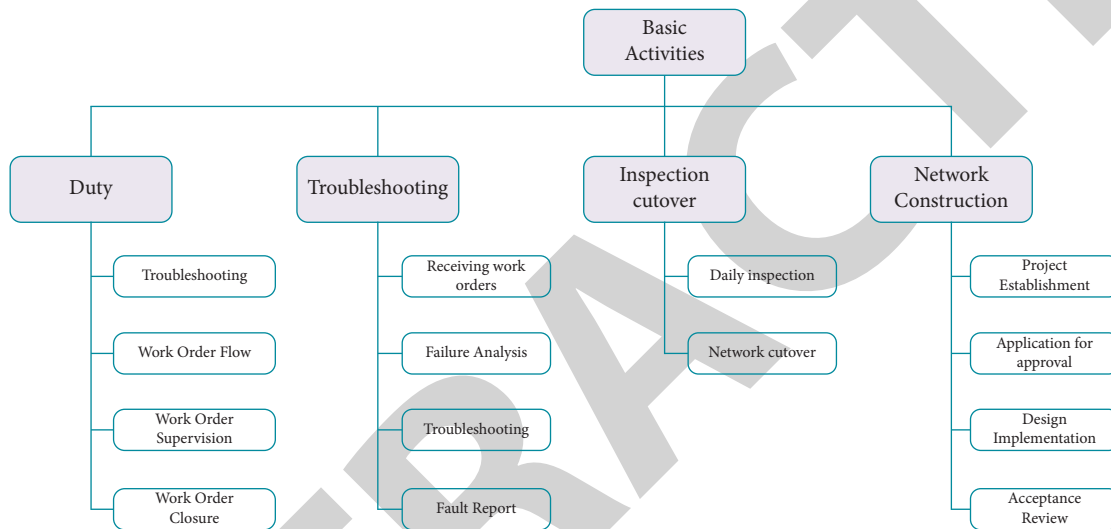 Basic
Activities
Duty
Troubleshooting
Inspection
cutover
Network
Construction
Troubleshooting
Work Order Flow
Work Order
Supervision
Work Order
Closure
Receiving work
orders
Failure Analysis
Troubleshooting
Fault Report
Daily inspection
Network cutover
Project
Establishment
Application for
approval
Design
Implementation
Acceptance
Review